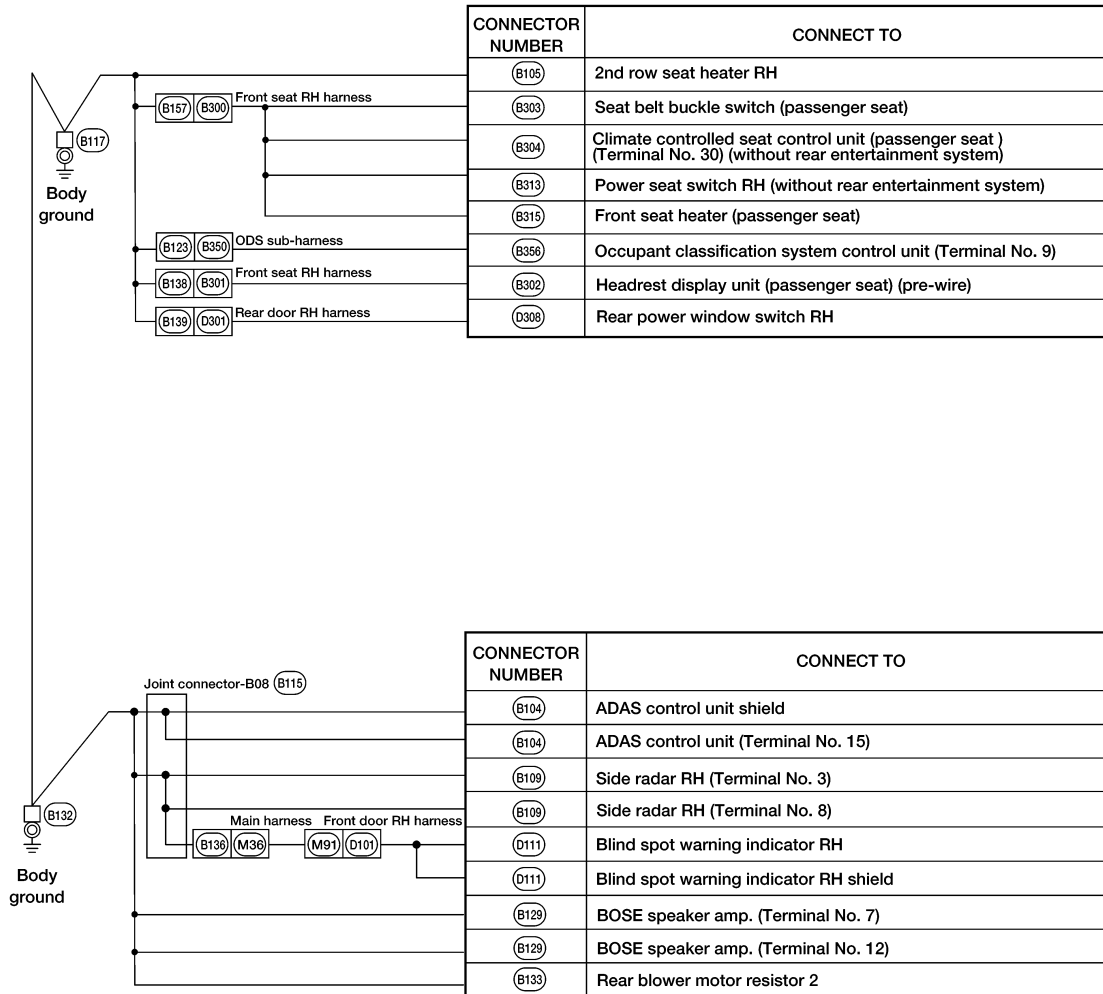 CONNECTOR NUMBER CONNECT TO
B105 2nd row seat heater RH
B157 B300 Front seat RH harness B303 Seat belt buckle switch (passenger seat)
B117
Body ground
B304 Climate controlled seat control unit (passenger seat )
(Terminal No. 30) (without rear entertainment system)
B313 Power seat switch RH (without rear entertainment system)
B315 Front seat heater (passenger seat)
B123 B350 ODS sub-harness B356 Occupant classification system control unit (Terminal No. 9)
B138 B301 Front seat RH harness B302 Headrest display unit (passenger seat) (pre-wire)
B139 D301 Rear door RH harness D308 Rear power window switch RH
CONNECTOR NUMBER CONNECT TO
Joint connector-B08 B115
B104 ADAS control unit shield
B104 ADAS control unit (Terminal No. 15)
B109 Side radar RH (Terminal No. 3)
B109 Side radar RH (Terminal No. 8)
B132
Body ground
Main harness Front door RH harness
B136 M36 M91 D101 D111 Blind spot warning indicator RH
D111 Blind spot warning indicator RH shield
B129 BOSE speaker amp. (Terminal No. 7)
B129 BOSE speaker amp. (Terminal No. 12)
B133 Rear blower motor resistor 2